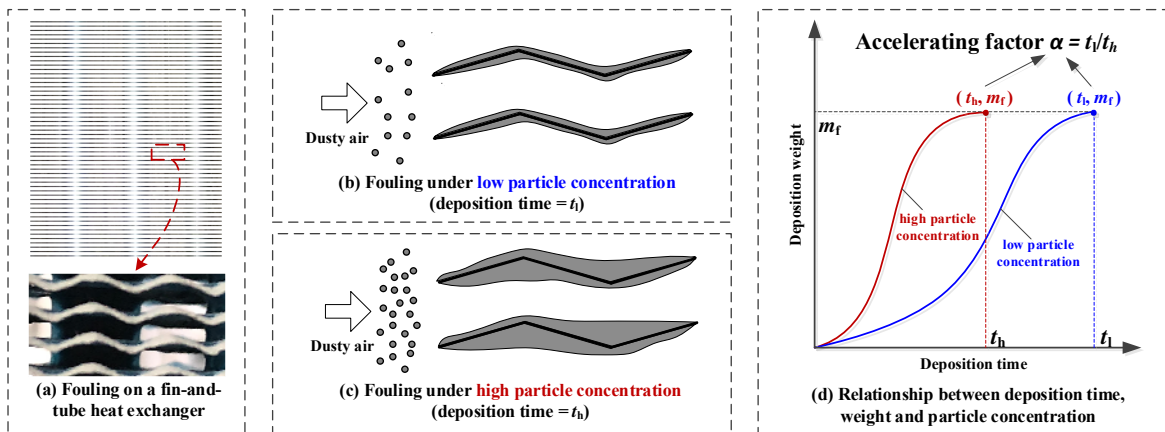 (a) Fouling on a fin-and-
tube heat exchanger
Dusty air
(b) Fouling under low particle concentration
(deposition time = tl)
Dusty air
(c) Fouling under high particle concentration
(deposition time = th)
Accelerating factor α = tl/th
(th, mf)
(tl, mf)
mf
Deposition weight
high particle
concentration
low particle
concentration
th
tl
Deposition time
(d) Relationship between deposition time,
weight and particle concentration